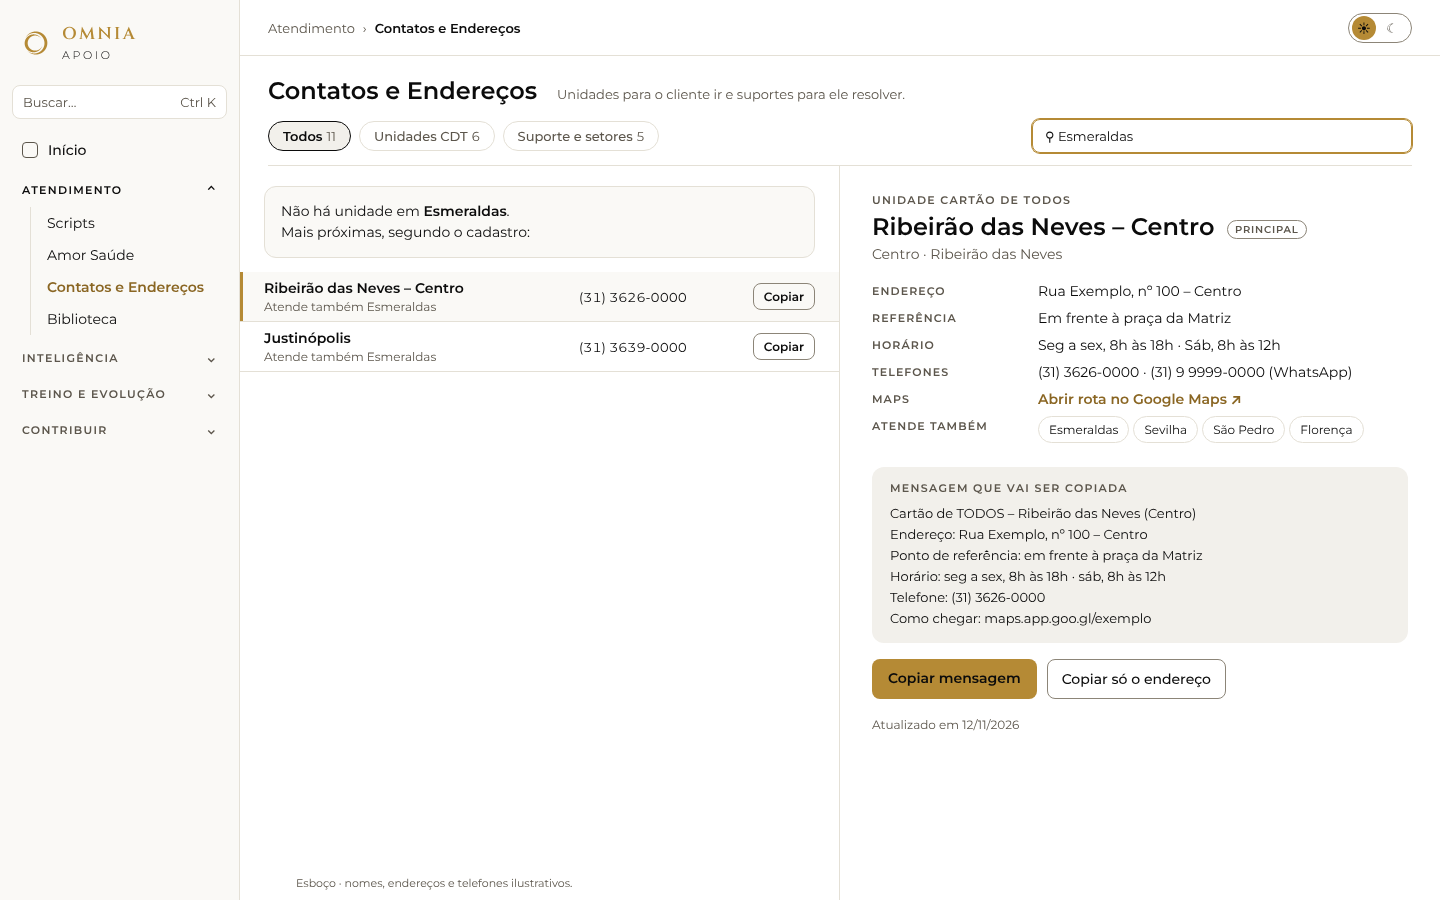 OMNIA
APOIO
Buscar... Ctrl K
Início
ATENDIMENTO
Scripts
Amor Saúde
Contatos e Endereços
Biblioteca
INTELIGÊNCIA
TREINO E EVOLUÇÃO
CONTRIBUIR
Atendimento › Contatos e Endereços
Contatos e Endereços Unidades para o cliente ir e suportes para ele resolver.
Todos 11 Unidades CDT 6 Suporte e setores 5
Esmeraldas
Não há unidade em Esmeraldas.
Mais próximas, segundo o cadastro:
Ribeirão das Neves – Centro (31) 3626-0000 Copiar
Atende também Esmeraldas
Justinópolis (31) 3639-0000 Copiar
Atende também Esmeraldas
Esboço · nomes, endereços e telefones ilustrativos.
UNIDADE CARTÃO DE TODOS
Ribeirão das Neves – Centro PRINCIPAL
Centro · Ribeirão das Neves
ENDEREÇO Rua Exemplo, nº 100 – Centro
REFERÊNCIA Em frente à praça da Matriz
HORÁRIO Seg a sex, 8h às 18h · Sáb, 8h às 12h
TELEFONES (31) 3626-0000 · (31) 9 9999-0000 (WhatsApp)
MAPS Abrir rota no Google Maps ↗
ATENDE TAMBÉM Esmeraldas Sevilha São Pedro Florença
MENSAGEM QUE VAI SER COPIADA
Cartão de TODOS – Ribeirão das Neves (Centro)
Endereço: Rua Exemplo, nº 100 – Centro
Ponto de referência: em frente à praça da Matriz
Horário: seg a sex, 8h às 18h · sáb, 8h às 12h
Telefone: (31) 3626-0000
Como chegar: maps.app.goo.gl/exemplo
Copiar mensagem Copiar só o endereço
Atualizado em 12/11/2026